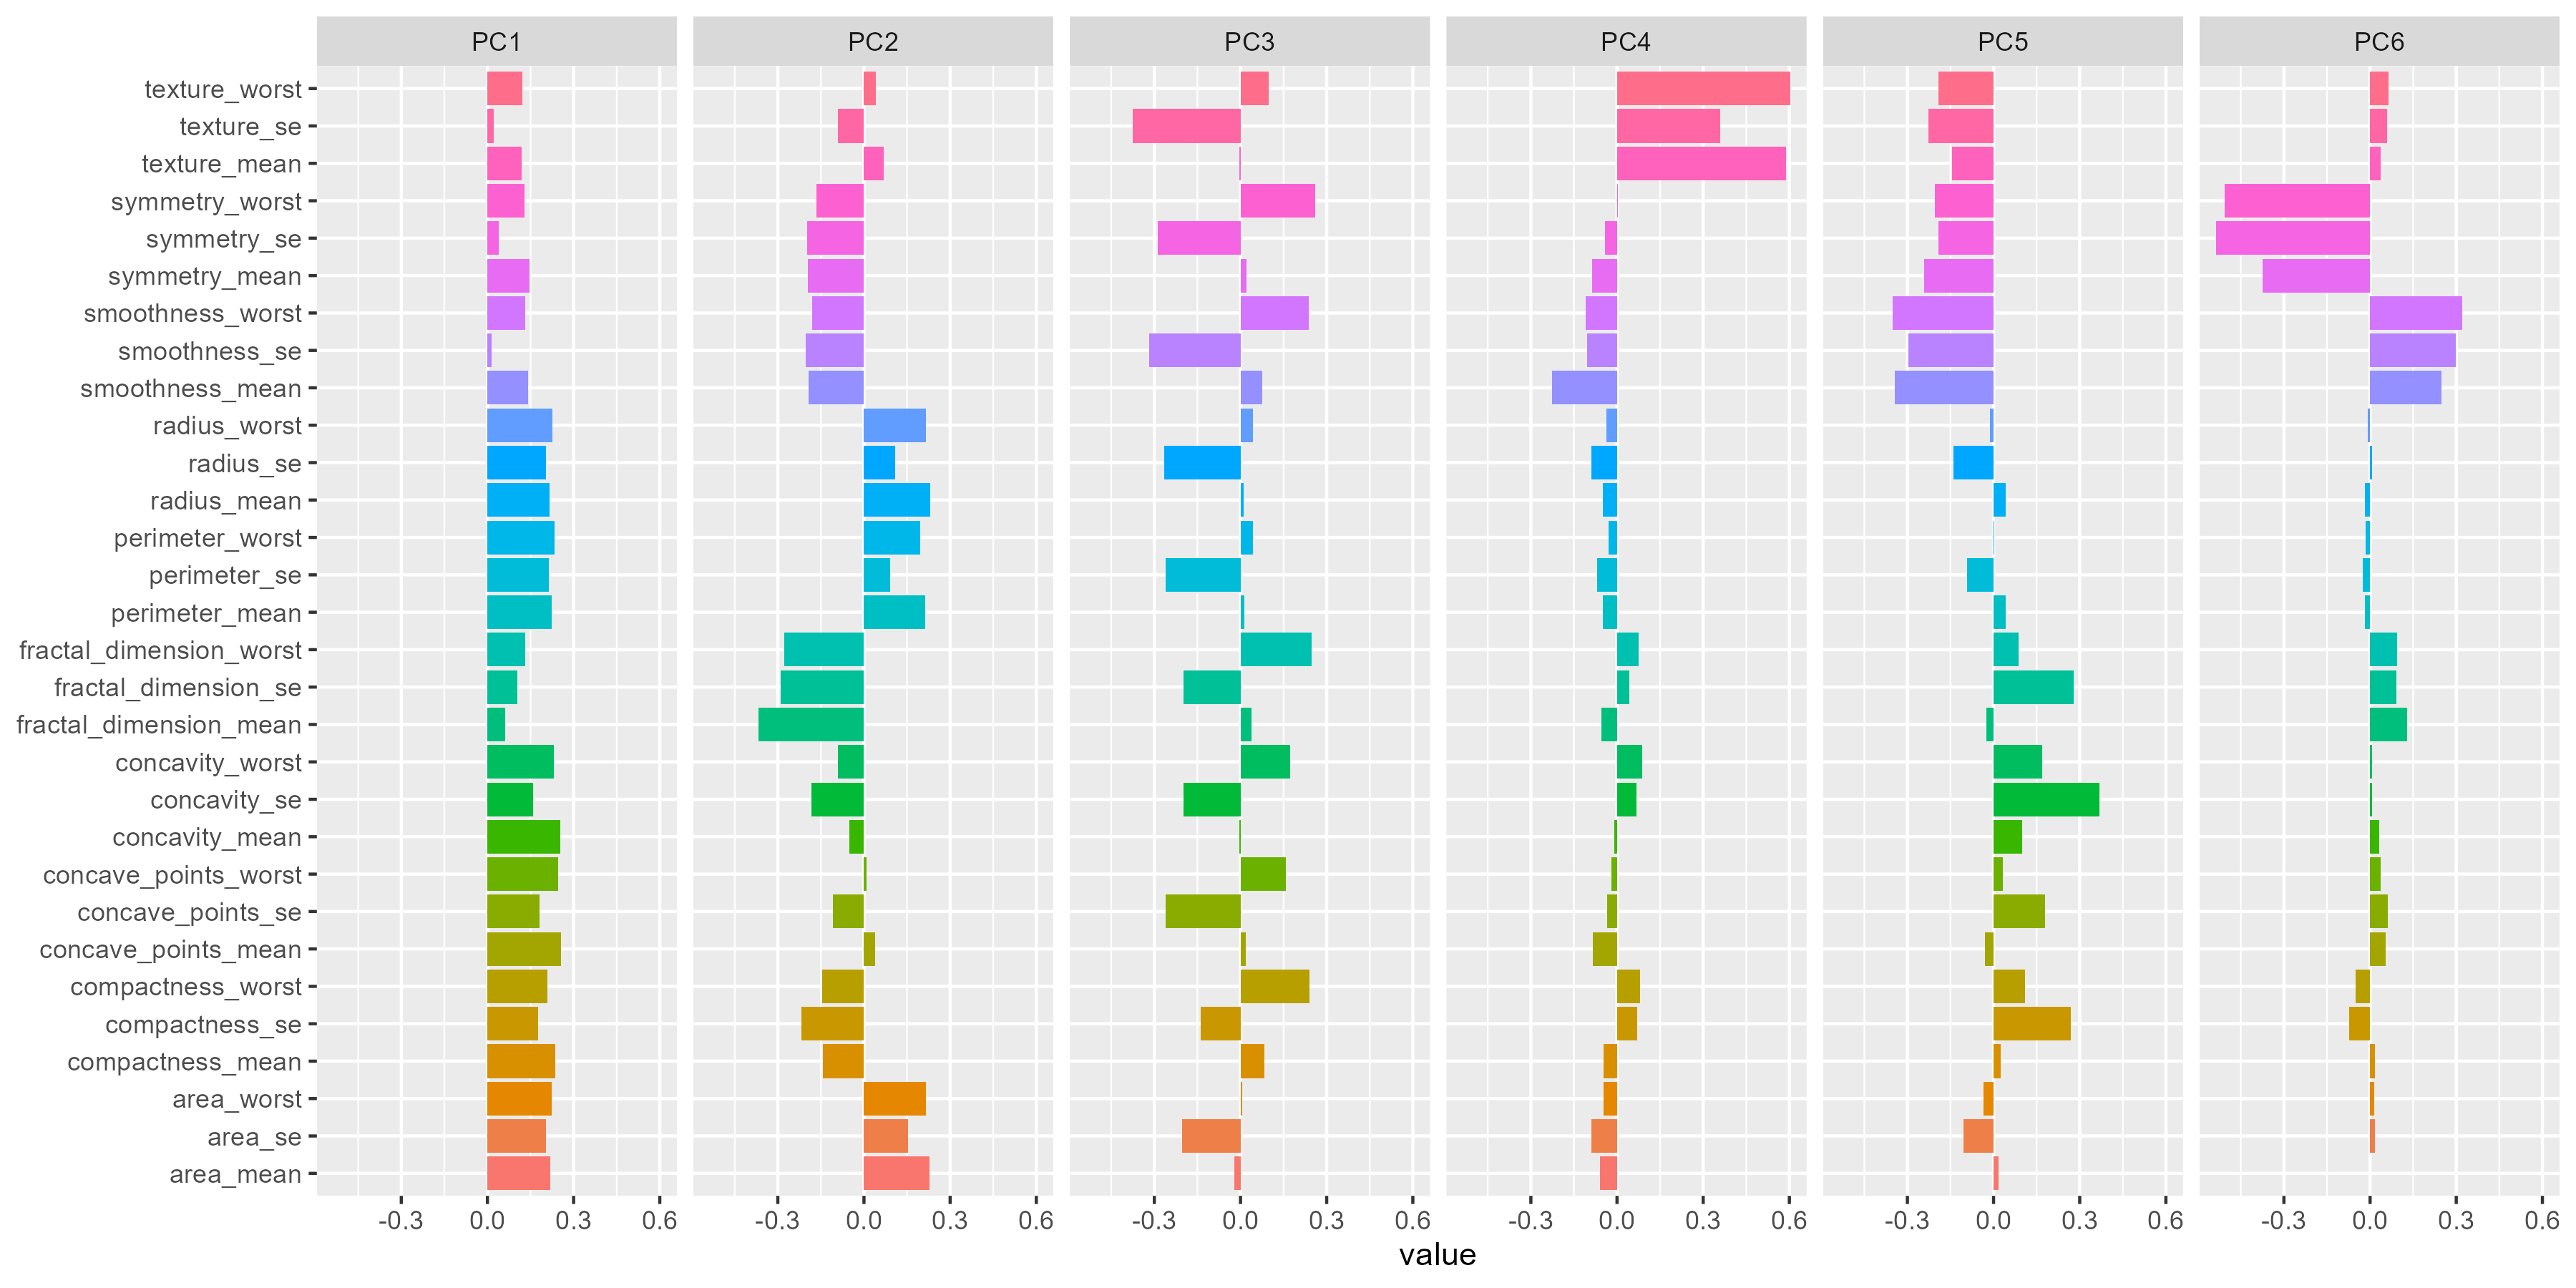 PC1 PC2 PC3 PC4 PC5 PC6
texture_worst
texture_se
texture_mean
symmetry_worst
symmetry_se
symmetry_mean
smoothness_worst
smoothness_se
smoothness_mean
radius_worst
radius_se
radius_mean
perimeter_worst
perimeter_se
perimeter_mean
fractal_dimension_worst
fractal_dimension_se
fractal_dimension_mean
concavity_worst
concavity_se
concavity_mean
concave_points_worst
concave_points_se
concave_points_mean
compactness_worst
compactness_se
compactness_mean
area_worst
area_se
area_mean
-0.3 0.0 0.3 0.6 -0.3 0.0 0.3 0.6 -0.3 0.0 0.3 0.6 -0.3 0.0 0.3 0.6 -0.3 0.0 0.3 0.6 -0.3 0.0 0.3 0.6
value